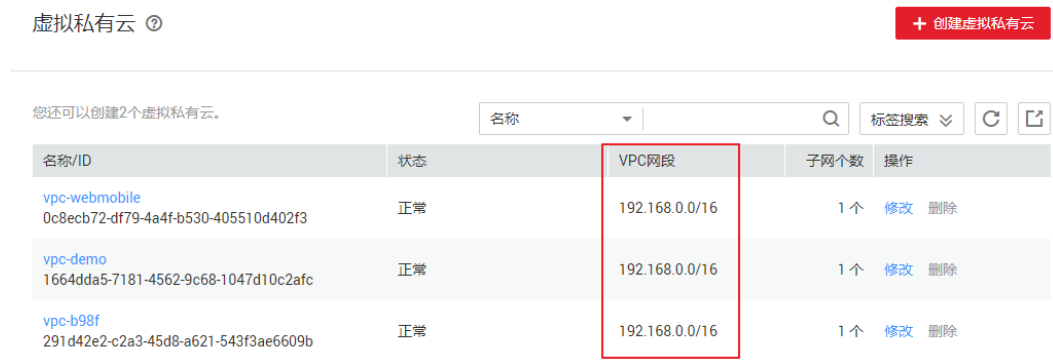 虚拟私有云
+ 创建虚拟私有云
您还可以创建2个虚拟私有云。
名称
标签搜索
名称/ID 状态 VPC网段 子网个数 操作
vpc-webmobile
0c8ecb72-df79-4a4f-b530-405510d402f3
正常 192.168.0.0/16 1个 修改 删除
vpc-demo
1664dda5-7181-4562-9c68-1047d10c2afc
正常 192.168.0.0/16 1个 修改 删除
vpc-b98f
291d42e2-c2a3-45d8-a621-543f3ae6609b
正常 192.168.0.0/16 1个 修改 删除